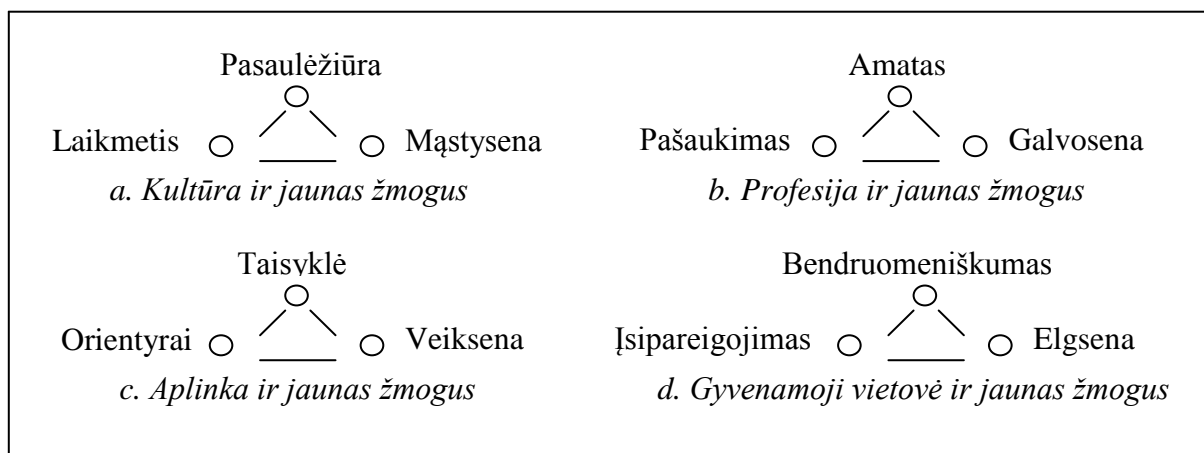 Pasaulėžiūra
Laikmetis Mąstysena
a. Kultūra ir jaunas žmogus
Amatas
Pašaukimas Galvosena
b. Profesija ir jaunas žmogus
Taisyklė
Orientyrai Veiksena
c. Aplinka ir jaunas žmogus
Bendruomeniškumas
Įsipareigojimas Elgsena
d. Gyvenamoji vietovė ir jaunas žmogus